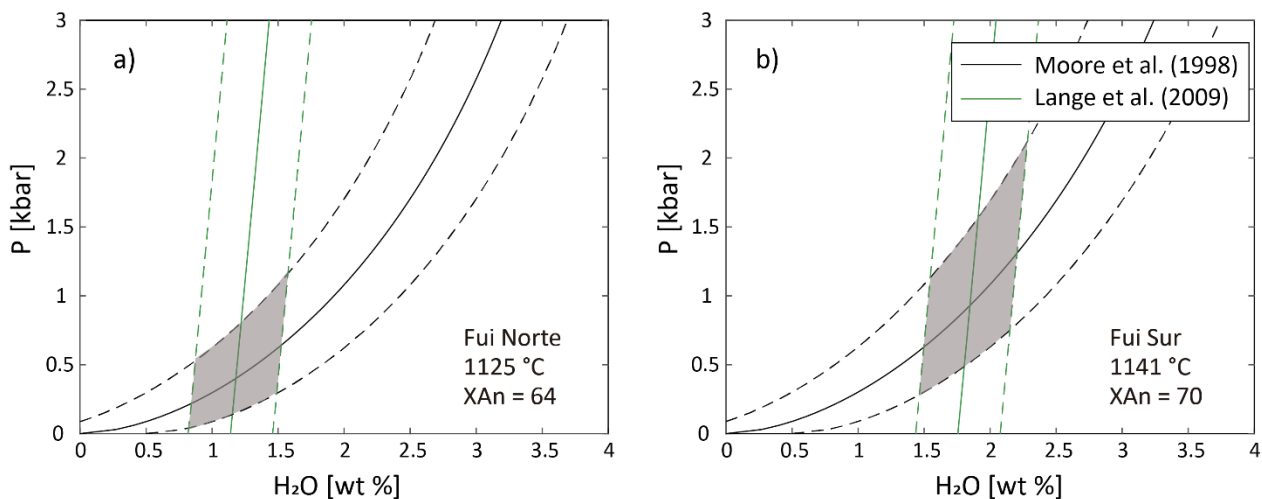 a)
P [kbar]
3
2.5
2
1.5
1
0.5
0
0 0.5 1 1.5 2 2.5 3 3.5 4
H₂O [wt %]
Fui Norte
1125 °C
XAn = 64
b)
Moore et al. (1998)
Lange et al. (2009)
P [kbar]
3
2.5
2
1.5
1
0.5
0
0 0.5 1 1.5 2 2.5 3 3.5 4
H₂O [wt %]
Fui Sur
1141 °C
XAn = 70